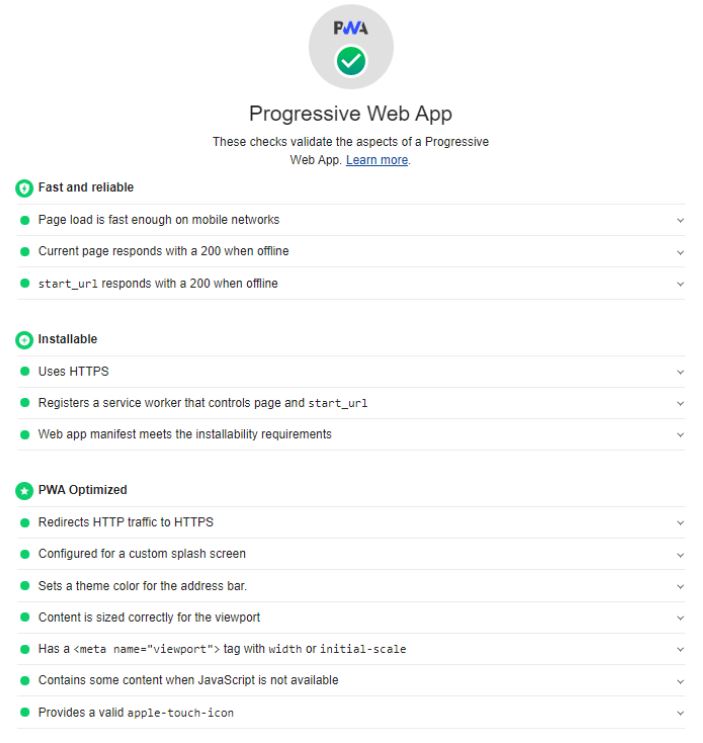 PWA
Progressive Web App
These checks validate the aspects of a Progressive
Web App. Learn more.
Fast and reliable
Page load is fast enough on mobile networks
Current page responds with a 200 when offline
start_url responds with a 200 when offline
Installable
Uses HTTPS
Registers a service worker that controls page and start_url
Web app manifest meets the installability requirements
PWA Optimized
Redirects HTTP traffic to HTTPS
Configured for a custom splash screen
Sets a theme color for the address bar.
Content is sized correctly for the viewport
Has a <meta name="viewport"> tag with width or initial-scale
Contains some content when JavaScript is not available
Provides a valid apple-touch-icon